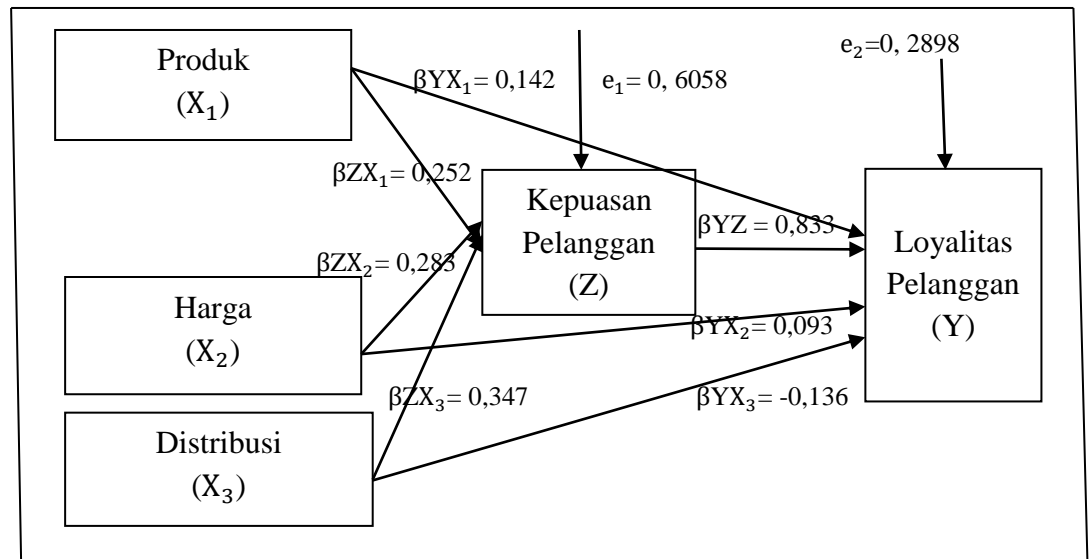 Produk
(X₁)
βYX₁= 0,142
e₁= 0, 6058
e₂=0, 2898
βZX₁= 0,252
Kepuasan
Pelanggan
(Z)
βYZ = 0,833
Loyalitas
Pelanggan
(Y)
βZX₂= 0,283
Harga
(X₂)
βYX₂= 0,093
βZX₃= 0,347
βYX₃= -0,136
Distribusi
(X₃)